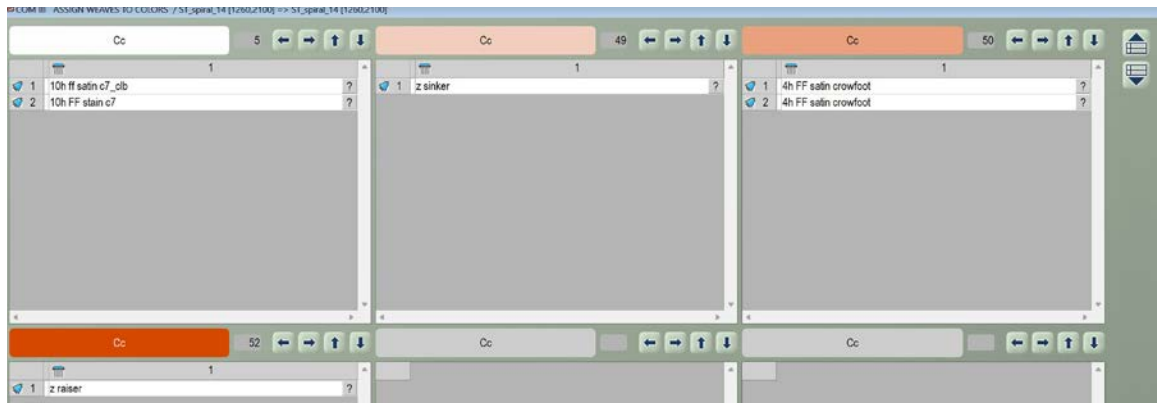 COM III ASSIGN WEAVES TO COLORS / ST_spiral_14 [1260,2100] => ST_spiral_14 [1260,2100]
Cc 5 Cc 49 Cc 50
1 1 1
1 10h ff satin c7_clb ? 1 z sinker ? 1 4h FF satin crowfoot ?
2 10h FF stain c7 ? 2 4h FF satin crowfoot ?
Cc 52 Cc Cc
1
1 z raiser ?